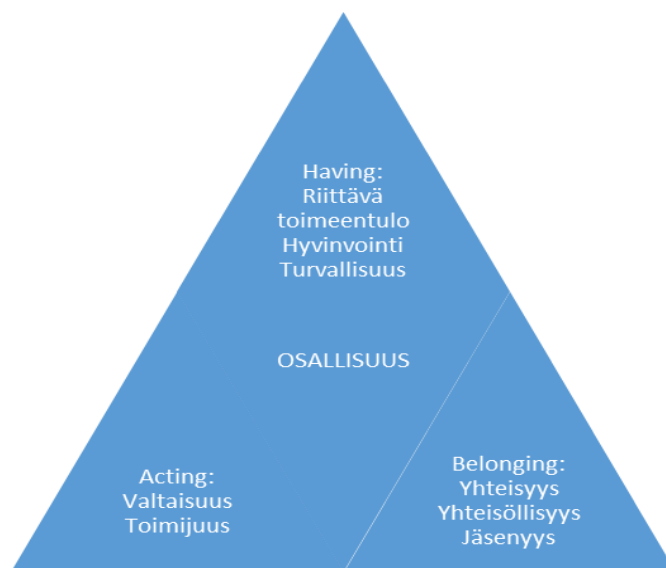 Having:
Riittävä
toimeentulo
Hyvinvointi
Turvallisuus
OSALLISUUS
Acting:
Valtaisuus
Toimijuus
Belonging:
Yhteisyys
Yhteisöllisyys
Jäsenyys